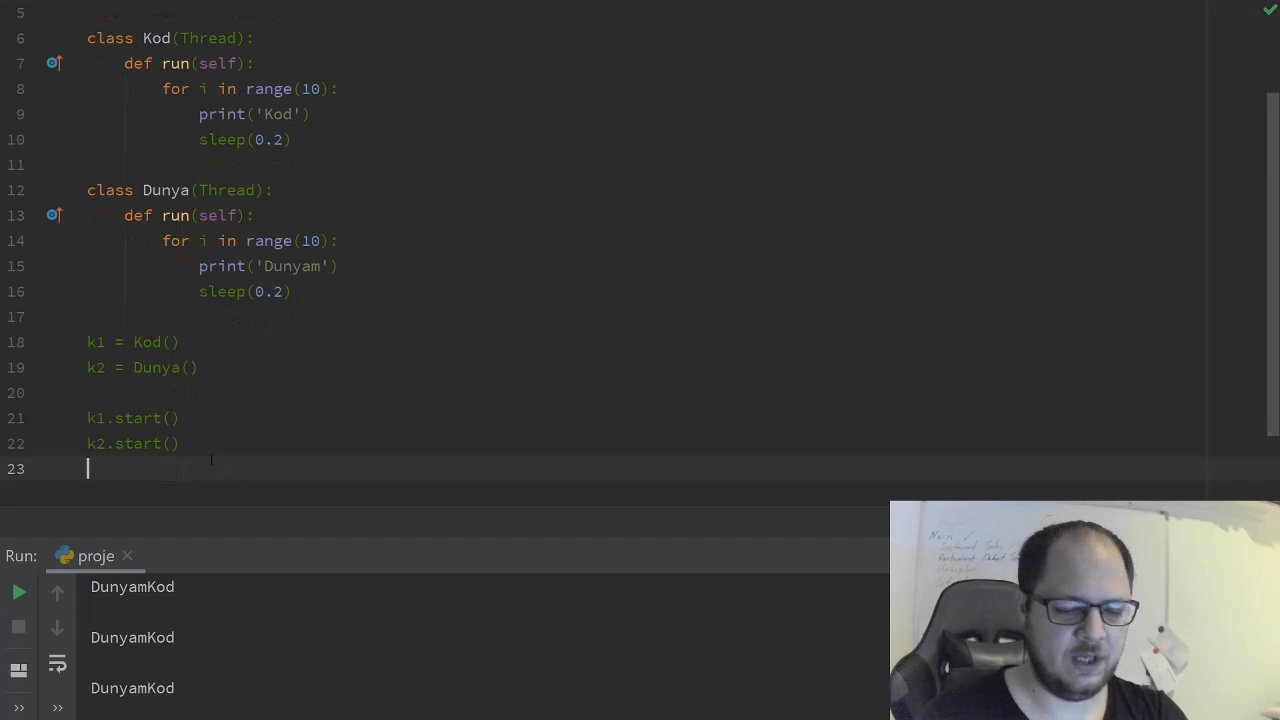 5
6 class Kod(Thread):
7 def run(self):
8 for i in range(10):
9 print('Kod')
10 sleep(0.2)
11
12 class Dunya(Thread):
13 def run(self):
14 for i in range(10):
15 print('Dunyam')
16 sleep(0.2)
17
18 k1 = Kod()
19 k2 = Dunya()
20
21 k1.start()
22 k2.start()
23
Run: proje
DunyamKod
DunyamKod
DunyamKod